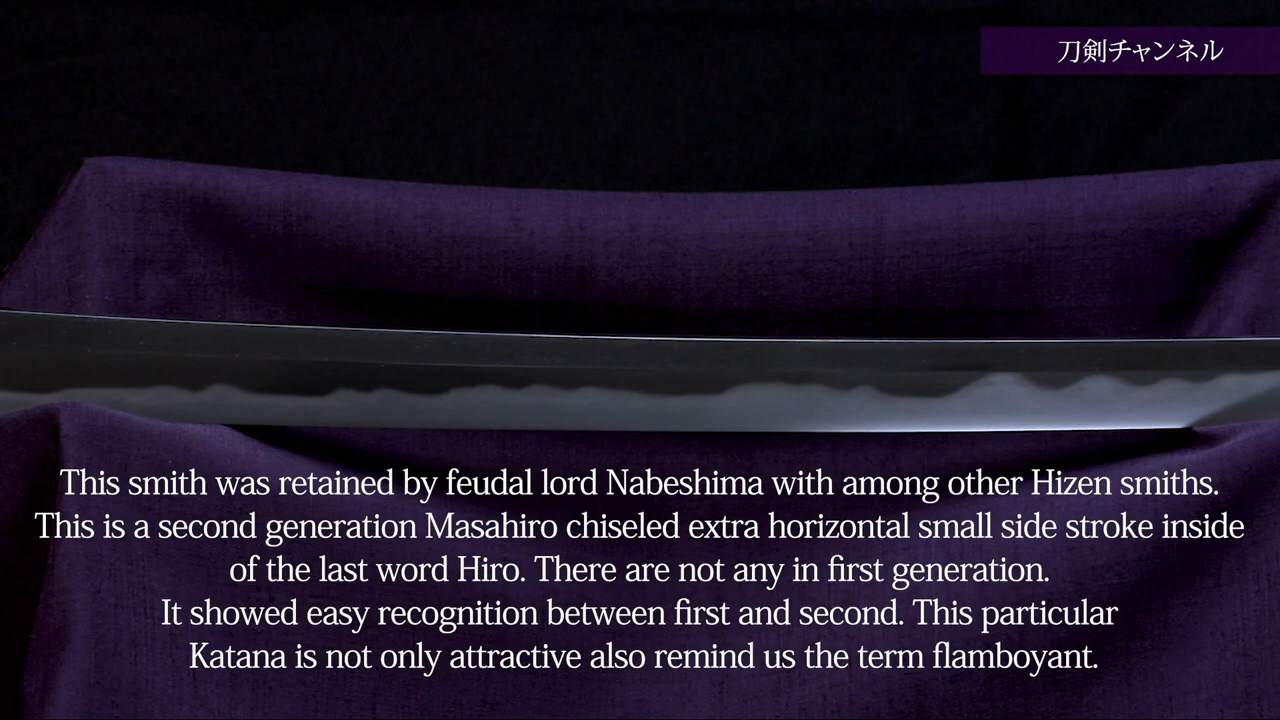 刀剣チャンネル
This smith was retained by feudal lord Nabeshima with among other Hizen smiths.
This is a second generation Masahiro chiseled extra horizontal small side stroke inside
of the last word Hiro. There are not any in first generation.
It showed easy recognition between first and second. This particular
Katana is not only attractive also remind us the term flamboyant.